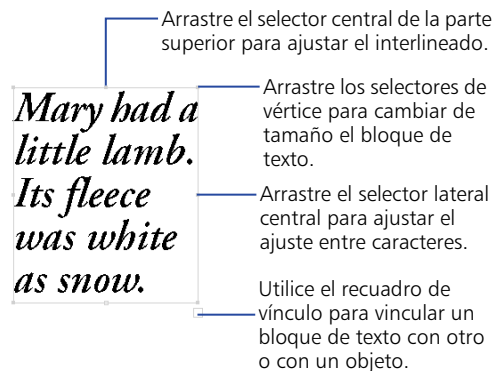 Arrastre el selector central de la parte
superior para ajustar el interlineado.
Mary had a
little lamb.
Its fleece
was white
as snow.
Arrastre los selectores de
vértice para cambiar de
tamaño el bloque de
texto.
Arrastre el selector lateral
central para ajustar el
ajuste entre caracteres.
Utilice el recuadro de
vínculo para vincular un
bloque de texto con otro
o con un objeto.